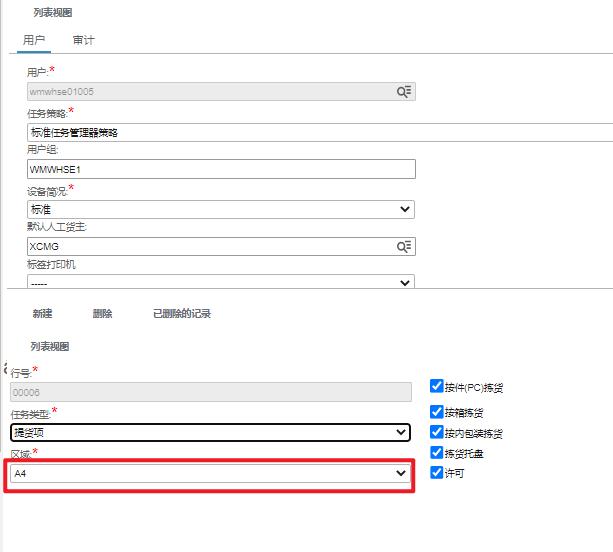 列表视图
用户 审计
用户:*
wmwhse01005
任务策略:*
标准任务管理器策略
用户组:
WMWHSE1
设备简况:*
标准
默认人工货主:
XCMG
标签打印机
-----
新建 删除 已删除的记录
列表视图
行号:*
00006
按件(PC)拣货
任务类型:*
按箱拣货
提货项
按内包装拣货
区域:*
拣货托盘
A4
许可